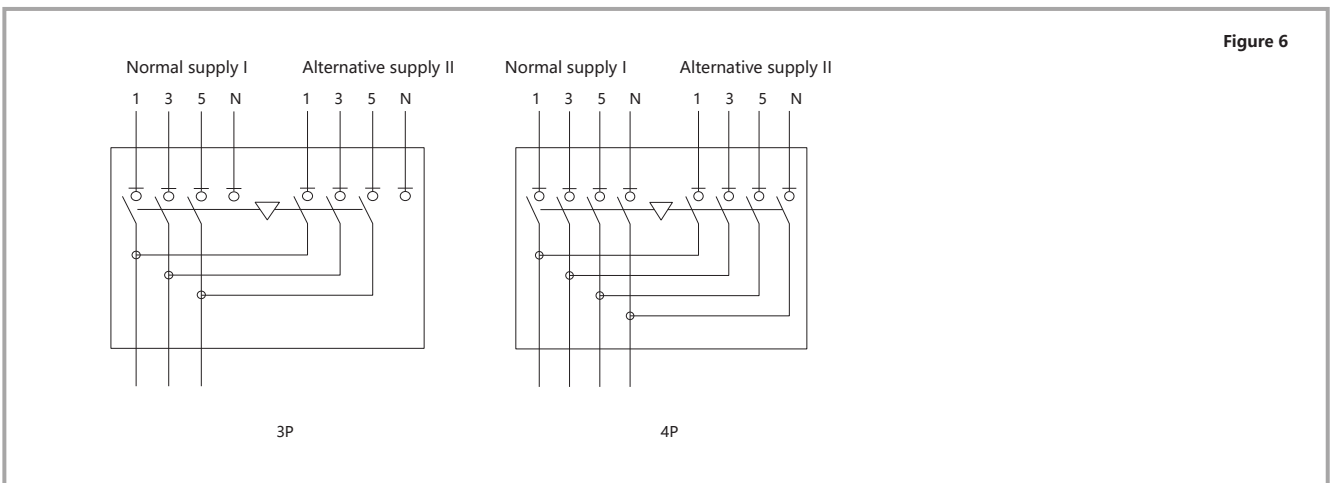 Figure 6
Normal supply I Alternative supply II Normal supply I Alternative supply II
1 3 5 N 1 3 5 N 1 3 5 N 1 3 5 N
3P 4P